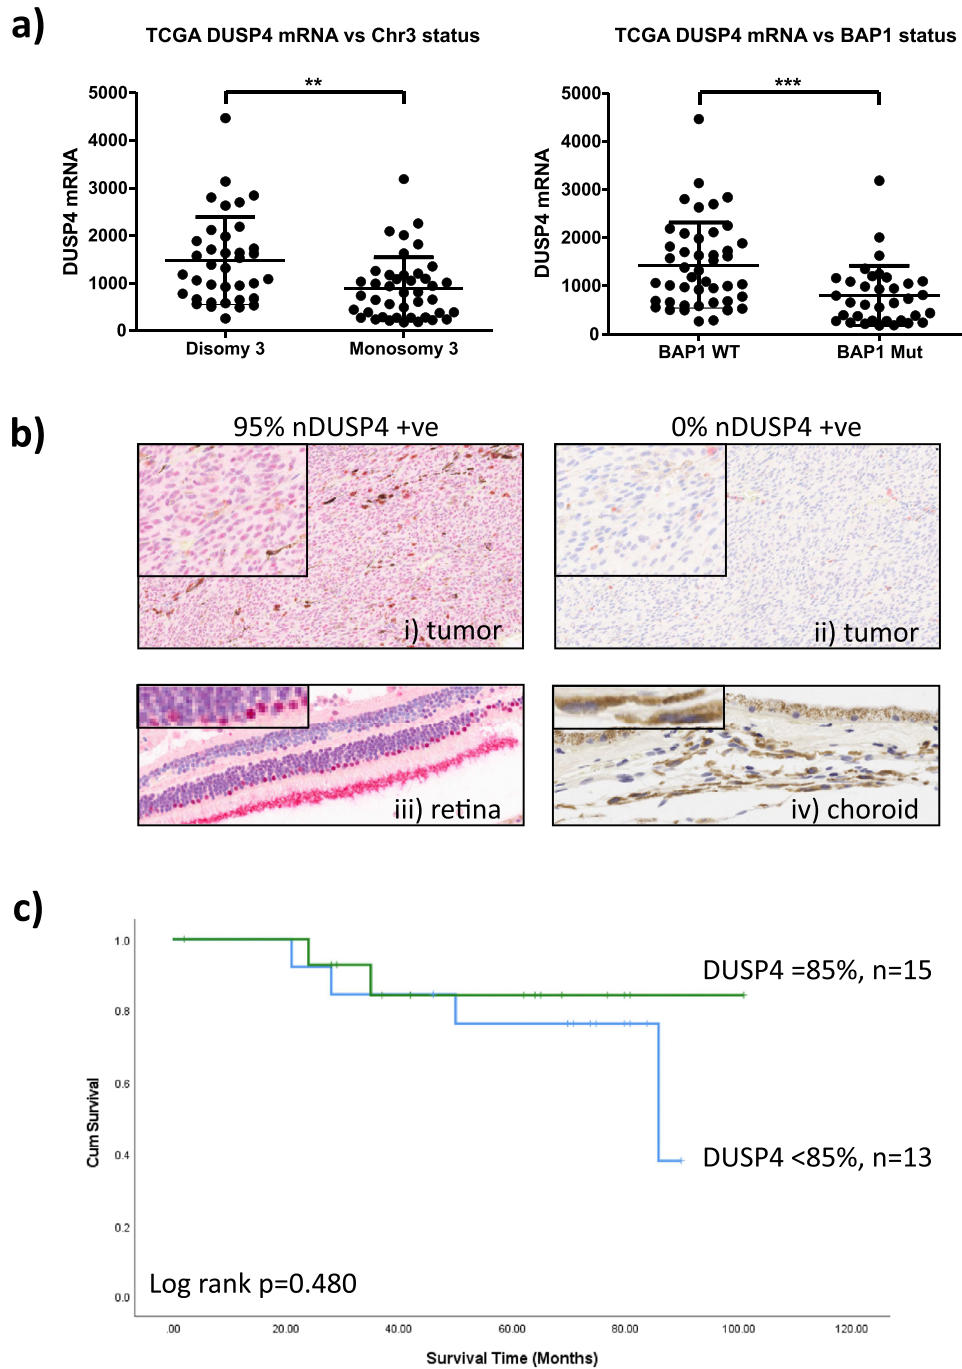 a)
TCGA DUSP4 mRNA vs Chr3 status
**
DUSP4 mRNA
5000
4000
3000
2000
1000
0
Disomy 3
Monosomy 3
TCGA DUSP4 mRNA vs BAP1 status
***
DUSP4 mRNA
5000
4000
3000
2000
1000
0
BAP1 WT
BAP1 Mut
b)
95% nDUSP4 +ve
0% nDUSP4 +ve
i) tumor
ii) tumor
iii) retina
iv) choroid
c)
Cum Survival
1.0
0.8
0.6
0.4
0.2
0.0
DUSP4 =85%, n=15
DUSP4 <85%, n=13
Log rank p=0.480
.00
20.00
40.00
60.00
80.00
100.00
120.00
Survival Time (Months)